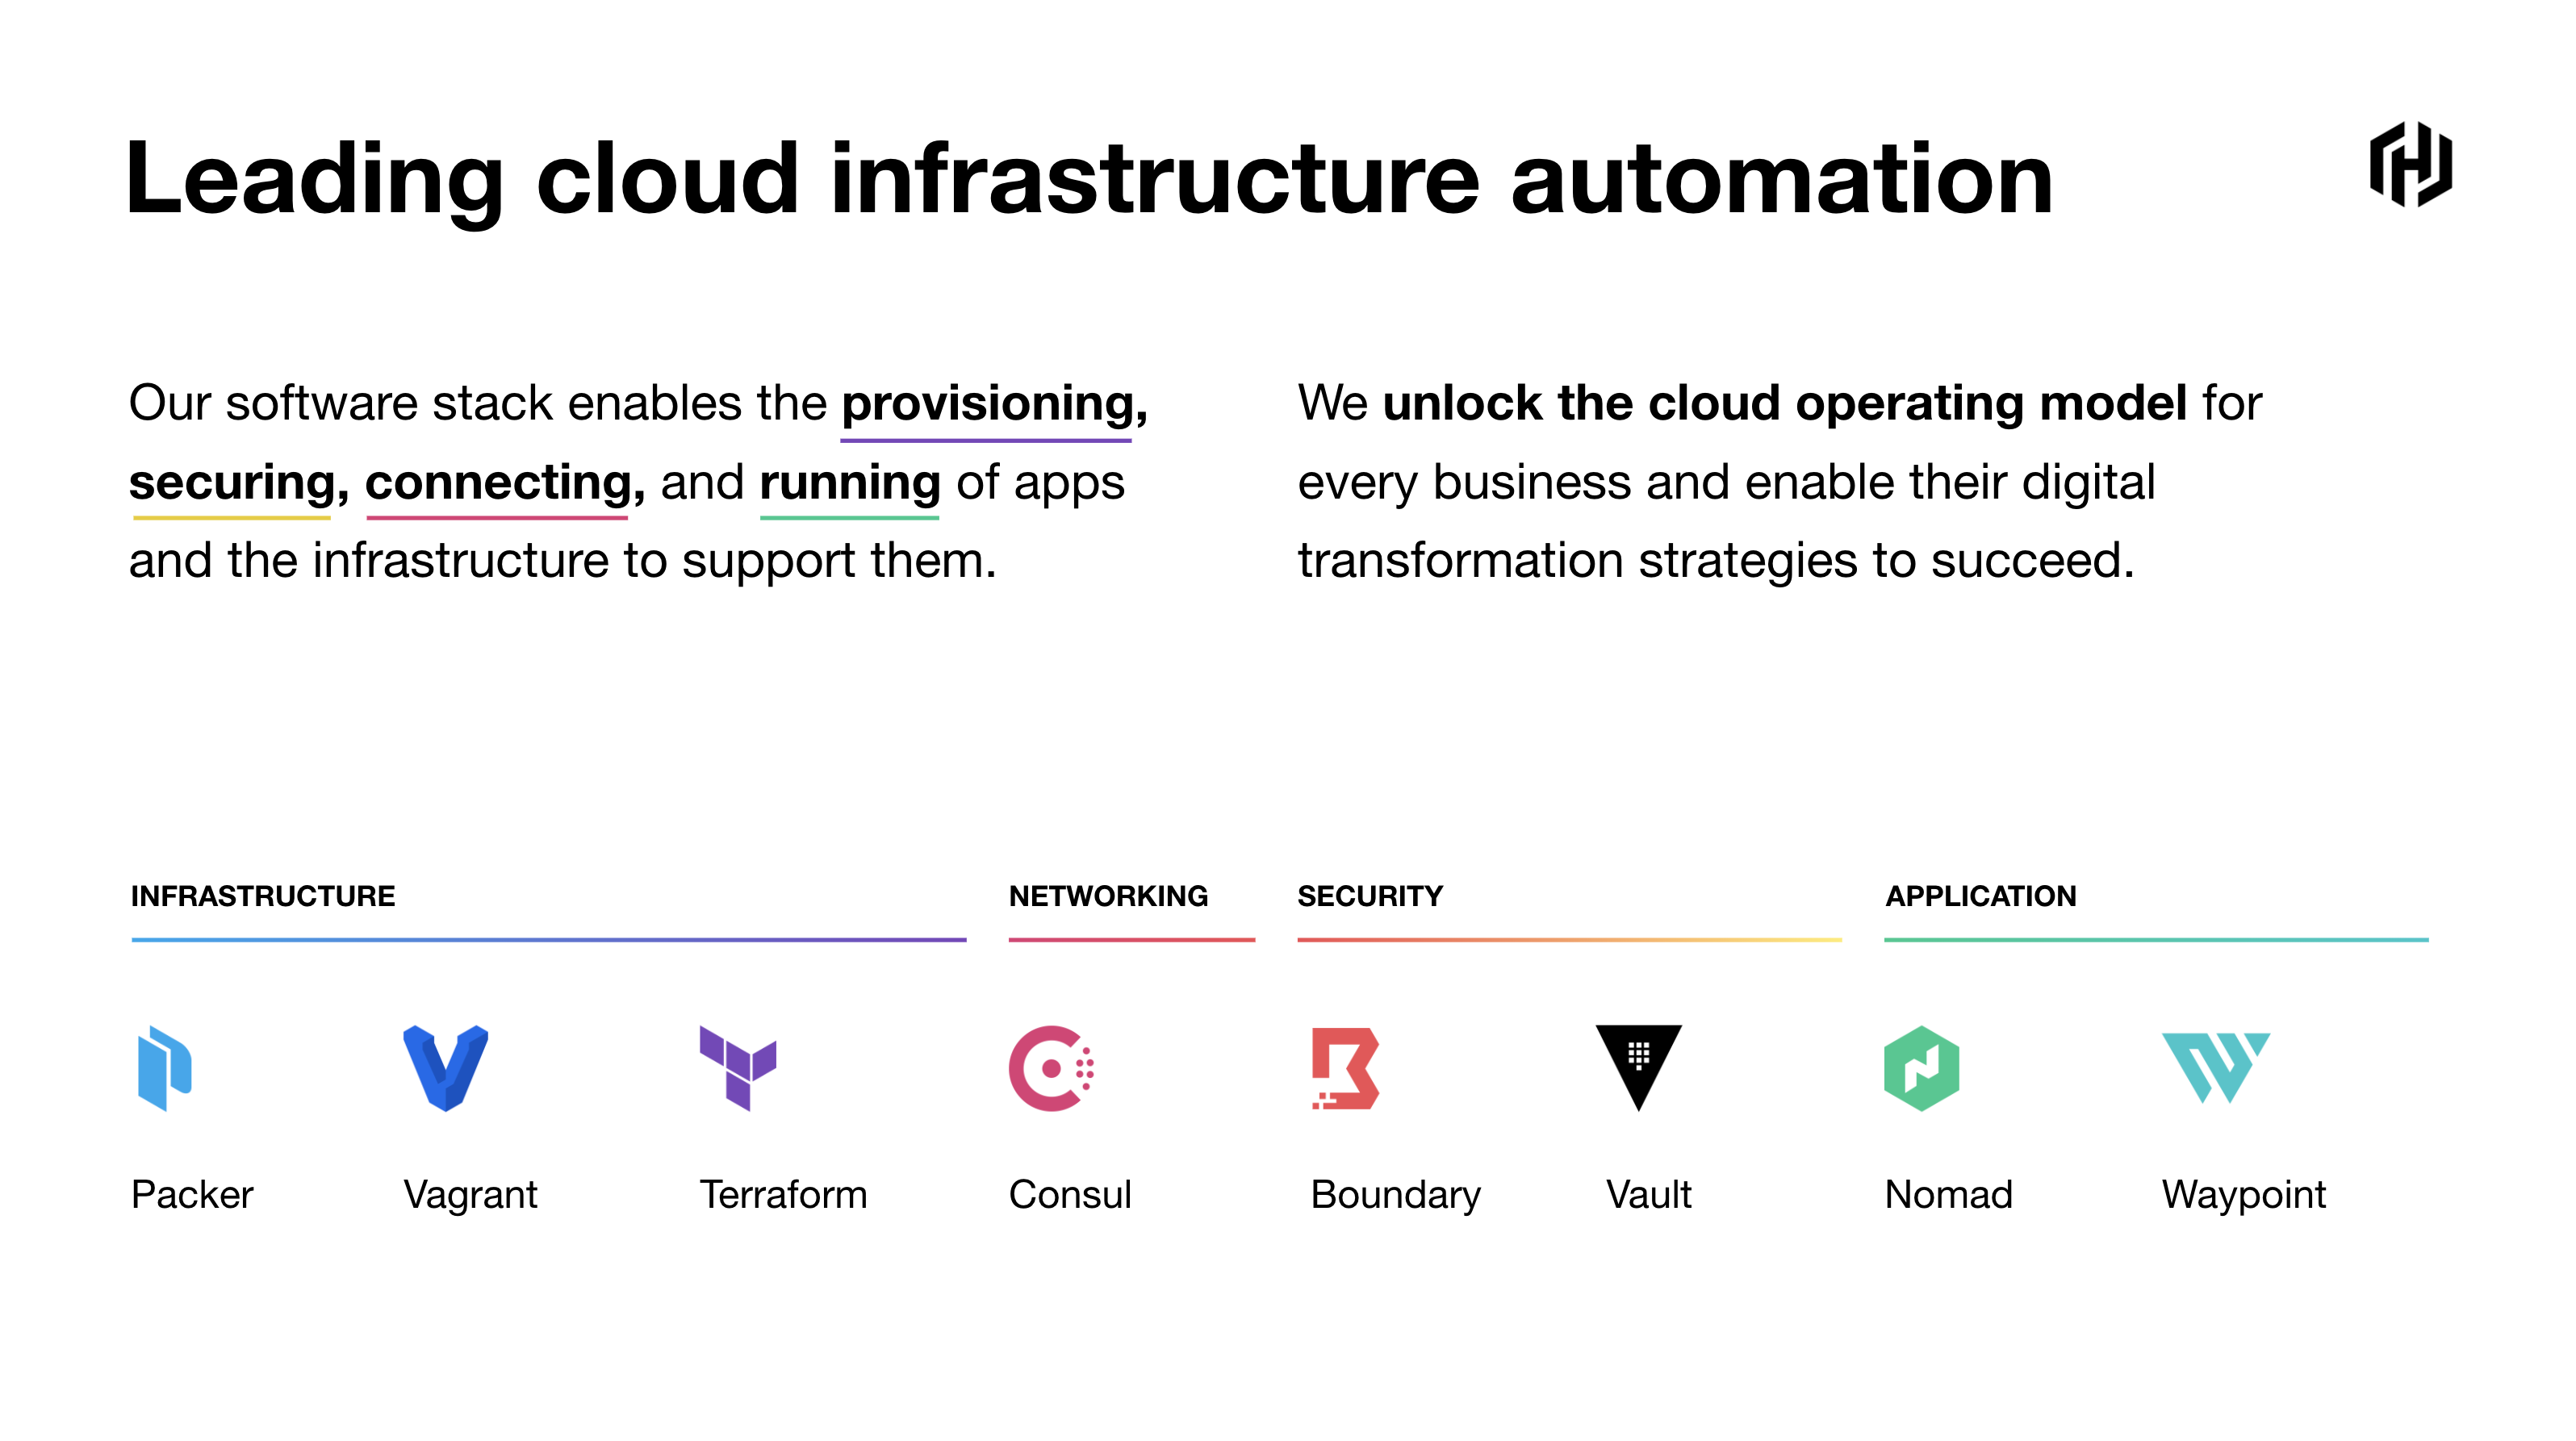 Leading cloud infrastructure automation
Our software stack enables the provisioning,
securing, connecting, and running of apps
and the infrastructure to support them.
We unlock the cloud operating model for
every business and enable their digital
transformation strategies to succeed.
INFRASTRUCTURE
NETWORKING
SECURITY
APPLICATION
Packer
Vagrant
Terraform
Consul
Boundary
Vault
Nomad
Waypoint